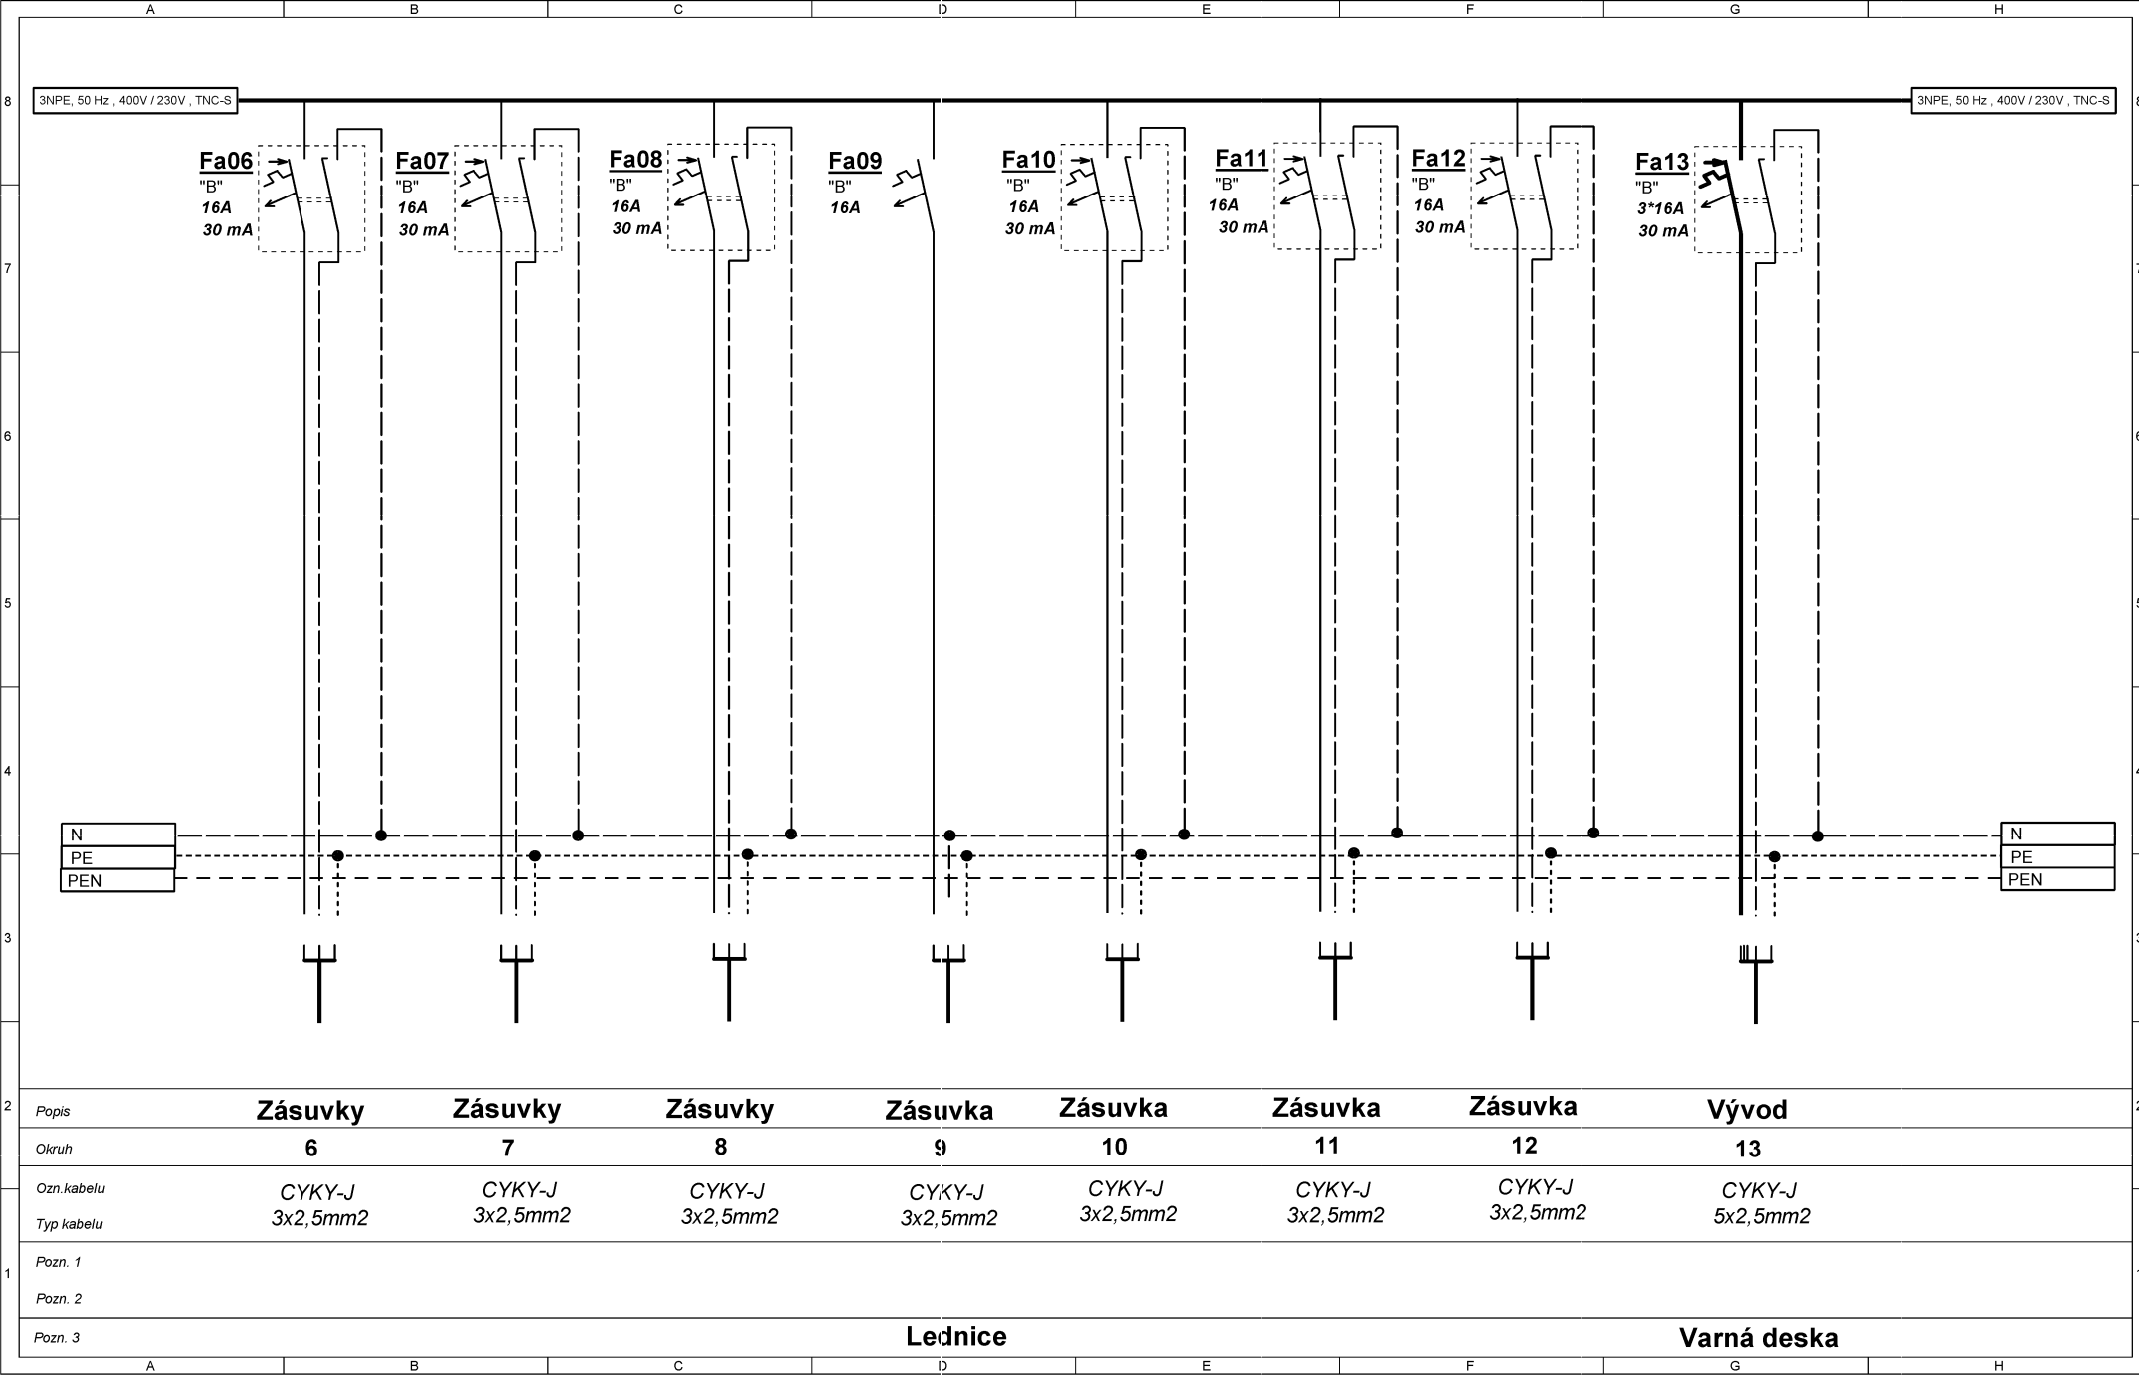 A B C D E F G H
8 3NPE, 50 Hz , 400V / 230V , TNC-S 3NPE, 50 Hz , 400V / 230V , TNC-S
Fa06 Fa07 Fa08 Fa09 Fa10 Fa11 Fa12 Fa13
"B" "B" "B" "B" "B" "B" "B" "B"
16A 16A 16A 16A 16A 16A 16A 3*16A
30 mA 30 mA 30 mA 30 mA 30 mA 30 mA 30 mA
7
6
5
4
N N
PE PE
PEN PEN
3
2 Popis Zásuvky Zásuvky Zásuvky Zásuvka Zásuvka Zásuvka Zásuvka Vývod
Okruh 6 7 8 9 10 11 12 13
Ozn.kabelu CYKY-J CYKY-J CYKY-J CYKY-J CYKY-J CYKY-J CYKY-J CYKY-J
Typ kabelu 3x2,5mm2 3x2,5mm2 3x2,5mm2 3x2,5mm2 3x2,5mm2 3x2,5mm2 3x2,5mm2 5x2,5mm2
Pozn. 1
1
Pozn. 2
Pozn. 3 Lednice Varná deska
A B C D E F G H